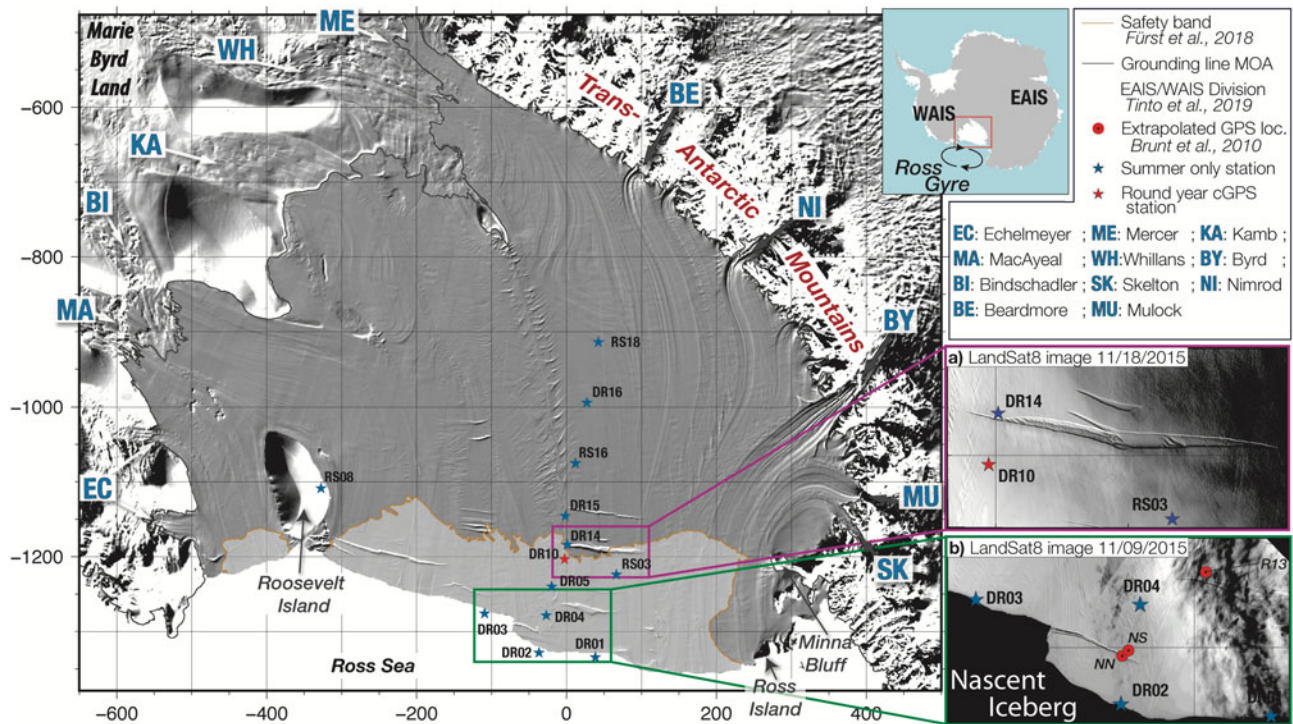 Marie
Byrd
Land
WH
ME
BE
KA
BI
NI
MA
BY
EC
MU
SK
Trans-
Antarctic
Mountains
RS18
DR16
RS16
RS08
DR15
DR14
DR10
RS03
DR05
DR04
DR03
DR02
DR01
Roosevelt
Island
Ross Sea
Minna
Bluff
Ross
Island
−600
−800
−1000
−1200
−600
−400
−200
0
200
400
WAIS
EAIS
Ross
Gyre
Safety band
Fürst et al., 2018
Grounding line MOA
EAIS/WAIS Division
Tinto et al., 2019
Extrapolated GPS loc.
Brunt et al., 2010
Summer only station
Round year cGPS
station
EC: Echelmeyer ; ME: Mercer ; KA: Kamb ;
MA: MacAyeal ; WH: Whillans ; BY: Byrd ;
BI: Bindschadler ; SK: Skelton ; NI: Nimrod
BE: Beardmore ; MU: Mulock
a) LandSat8 image 11/18/2015
DR14
DR10
RS03
b) LandSat8 image 11/09/2015
R13
DR03
DR04
NS
NN
DR02
Nascent
Iceberg